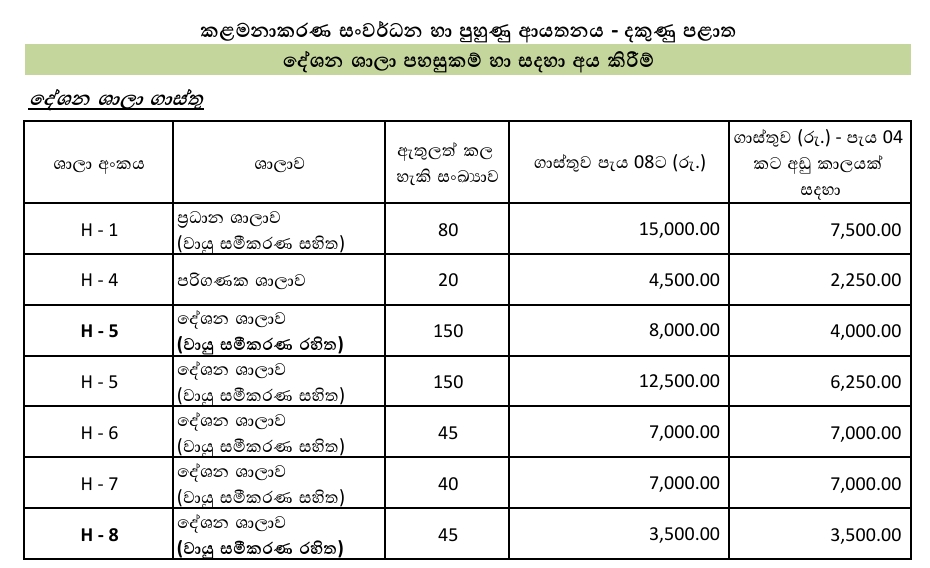 කළමනාකරණ සංවර්ධන හා පුහුණු ආයතනය - දකුණු පළාත
දේශන ශාලා පහසුකම් හා සඳහා අය කිරීම්
දේශන ශාලා ගාස්තු
ශාලා අංකය ශාලාව ඇතුලත් කල හැකි සංඛ්‍යාව ගාස්තුව පැය 08ට (රු.) ගාස්තුව (රු.) - පැය 04 කට අඩු කාලයක් සදහා
H - 1 ප්‍රධාන ශාලාව (වායු සමීකරණ සහිත) 80 15,000.00 7,500.00
H - 4 පරිගණක ශාලාව 20 4,500.00 2,250.00
H - 5 දේශන ශාලාව (වායු සමීකරණ රහිත) 150 8,000.00 4,000.00
H - 5 දේශන ශාලාව (වායු සමීකරණ සහිත) 150 12,500.00 6,250.00
H - 6 දේශන ශාලාව (වායු සමීකරණ සහිත) 45 7,000.00 7,000.00
H - 7 දේශන ශාලාව (වායු සමීකරණ සහිත) 40 7,000.00 7,000.00
H - 8 දේශන ශාලාව (වායු සමීකරණ රහිත) 45 3,500.00 3,500.00